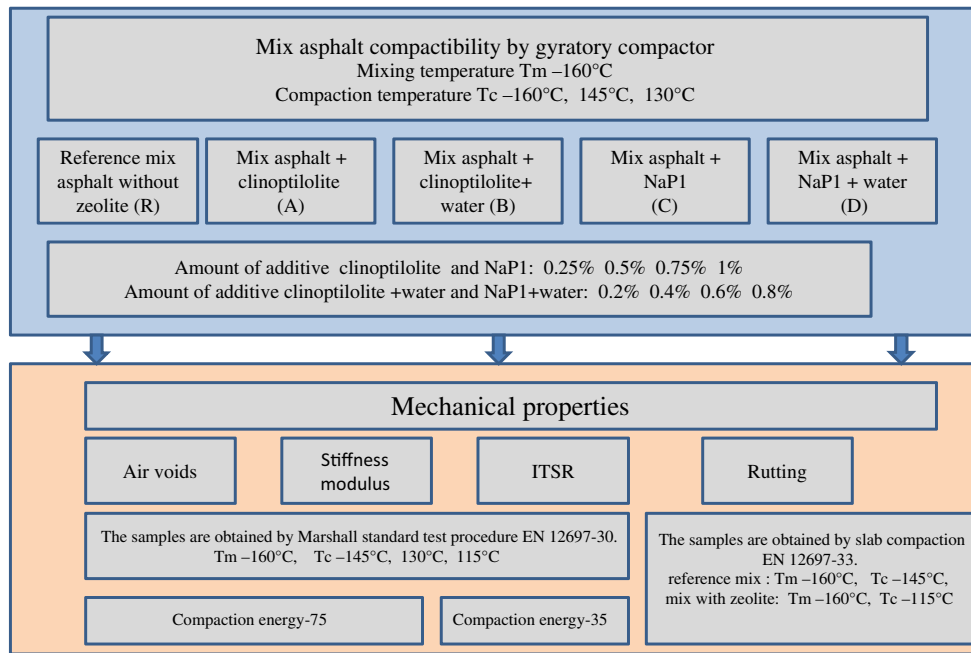 Mix asphalt compactibility by gyratory compactor
Mixing temperature Tm –160°C
Compaction temperature Tc –160°C, 145°C, 130°C
Reference mix
asphalt without
zeolite (R)
Mix asphalt +
clinoptilolite
(A)
Mix asphalt +
clinoptilolite+
water (B)
Mix asphalt +
NaP1
(C)
Mix asphalt +
NaP1 + water
(D)
Amount of additive clinoptilolite and NaP1: 0.25% 0.5% 0.75% 1%
Amount of additive clinoptilolite +water and NaP1+water: 0.2% 0.4% 0.6% 0.8%
Mechanical properties
Air voids
Stiffness
modulus
ITSR
Rutting
The samples are obtained by Marshall standard test procedure EN 12697-30.
Tm –160°C, Tc –145°C, 130°C, 115°C
The samples are obtained by slab compaction
EN 12697-33.
reference mix : Tm –160°C, Tc –145°C,
mix with zeolite: Tm –160°C, Tc –115°C
Compaction energy-75
Compaction energy-35